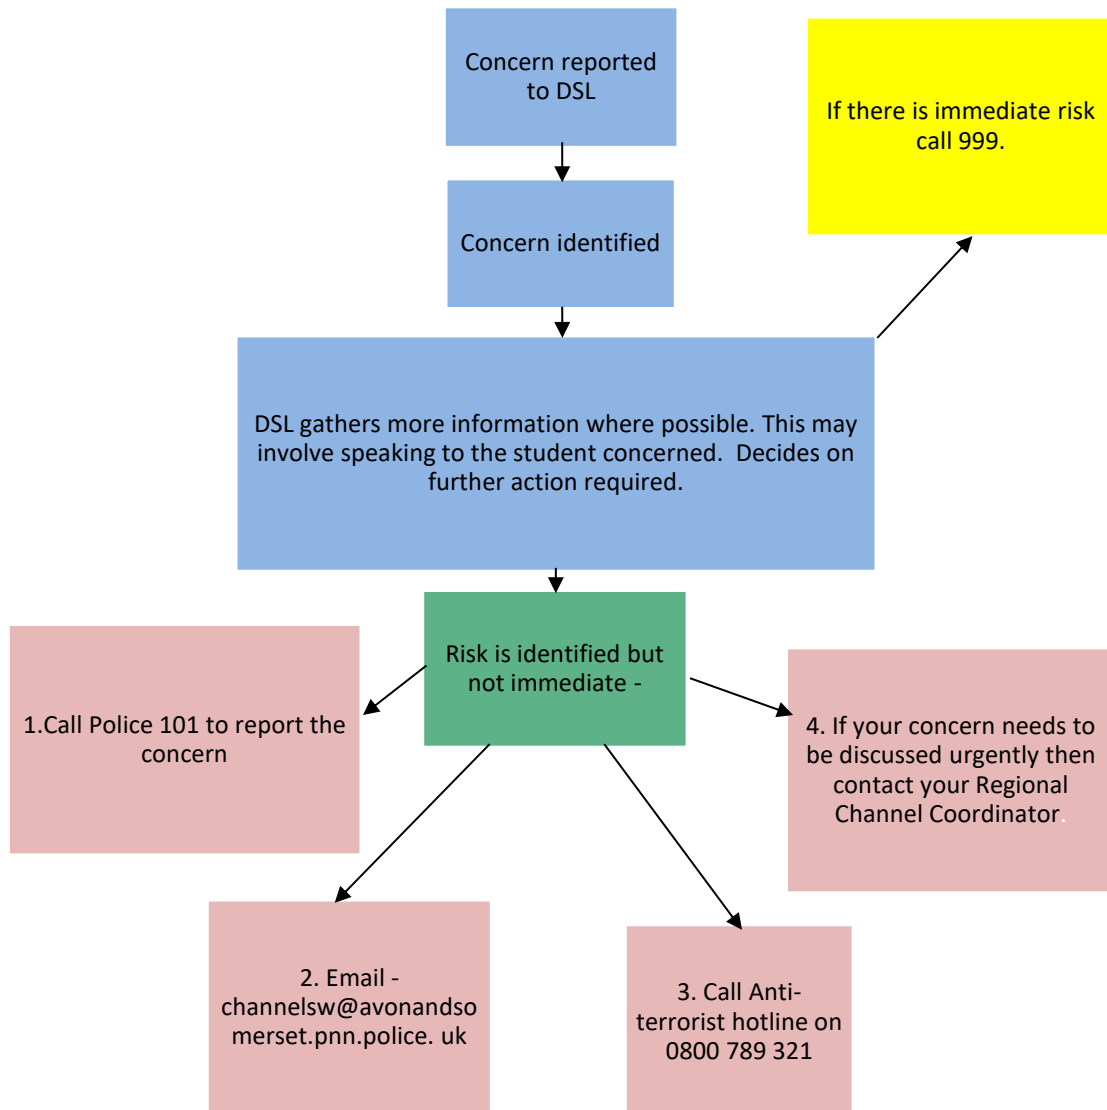 Concern reported
to DSL
If there is immediate risk
call 999.
Concern identified
DSL gathers more information where possible. This may
involve speaking to the student concerned.  Decides on
further action required.
Risk is identified but
not immediate -
1.Call Police 101 to report the
concern
4. If your concern needs to
be discussed urgently then
contact your Regional
Channel Coordinator.
2. Email -
channelsw@avonandso
merset.pnn.police. uk
3. Call Anti-
terrorist hotline on
0800 789 321